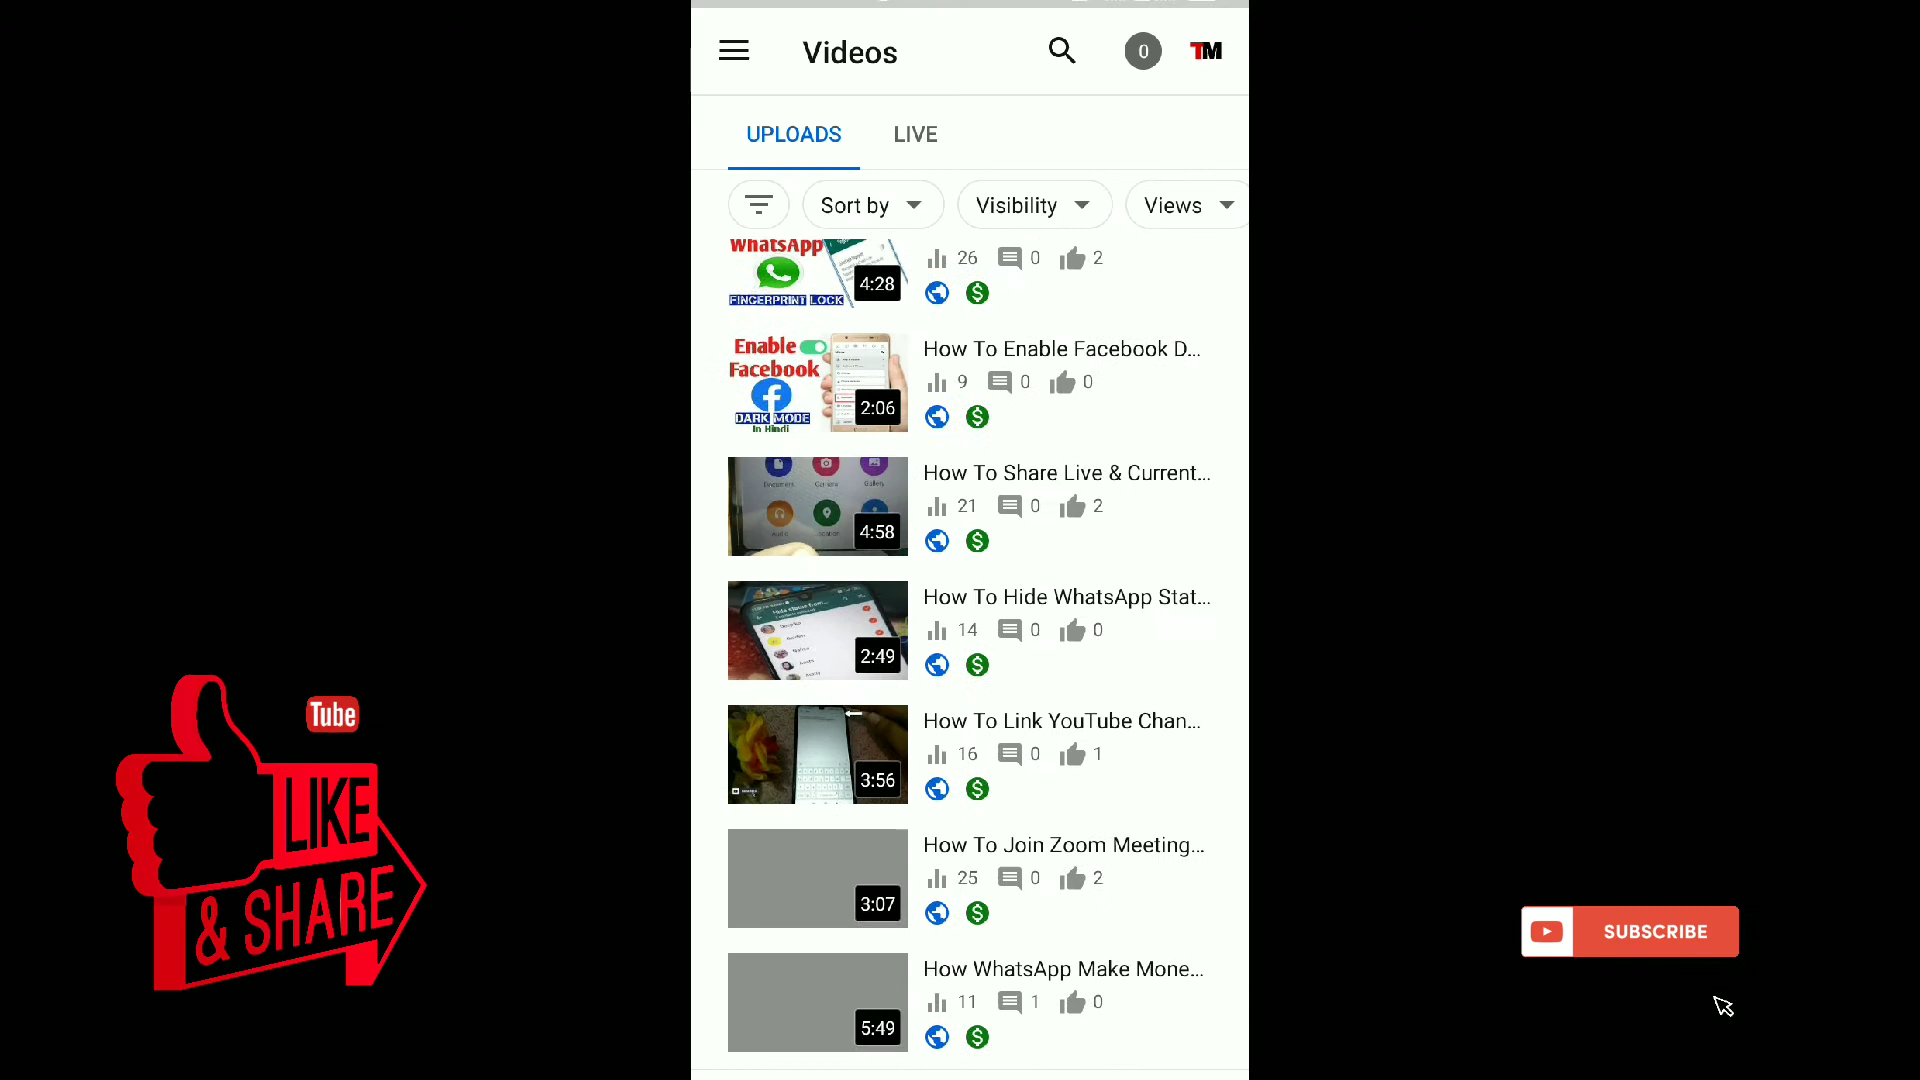 Videos
0
TM
UPLOADS
LIVE
Sort by
Visibility
Views
WhatsApp
FINGERPRINT LOCK
4:28
26
0
2
Enable
Facebook
DARK MODE
In Hindi
2:06
How To Enable Facebook D...
9
0
0
Camera
Gallery
4:58
How To Share Live & Current...
21
0
2
2:49
How To Hide WhatsApp Stat...
14
0
0
3:56
How To Link YouTube Chan...
16
0
1
3:07
How To Join Zoom Meeting...
25
0
2
5:49
How WhatsApp Make Mone...
11
1
0
Tube
LIKE
& SHARE
SUBSCRIBE